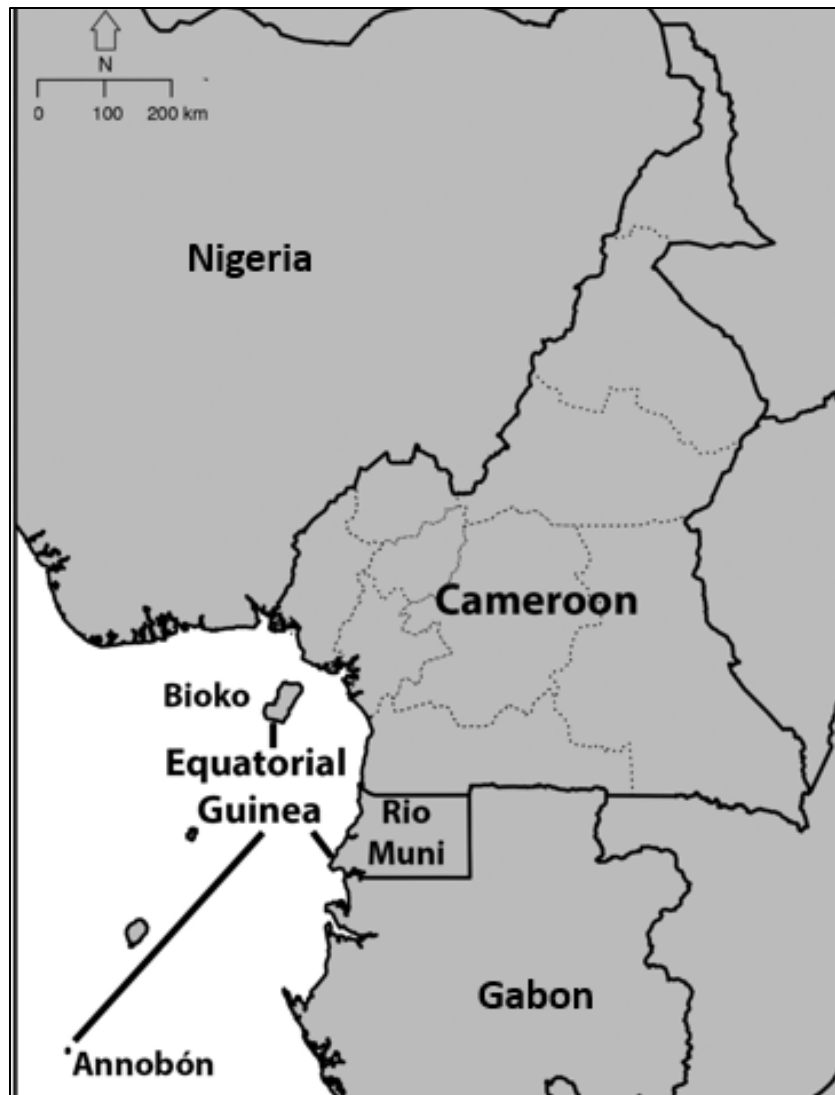 N
0 100 200 km
Nigeria
Cameroon
Bioko
Equatorial
Guinea
Rio
Muni
Gabon
Annobón